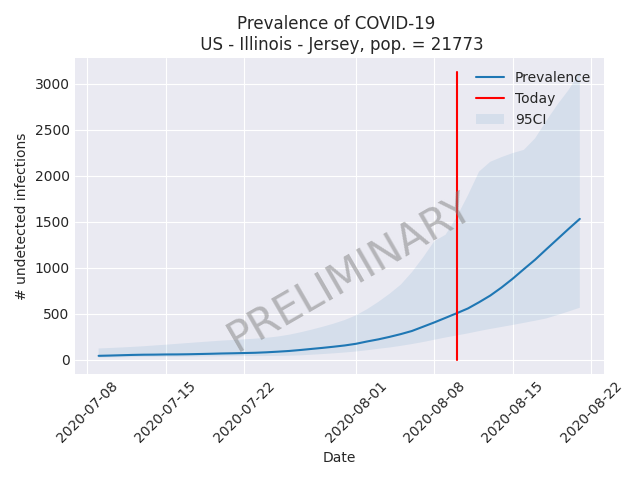 Prevalence of COVID-19
US - Illinois - Jersey, pop. = 21773
Prevalence
Today
95CI
3000
2500
2000
1500
1000
500
0
# undetected infections
PRELIMINARY
2020-07-08
2020-07-15
2020-07-22
2020-08-01
2020-08-08
2020-08-15
2020-08-22
Date